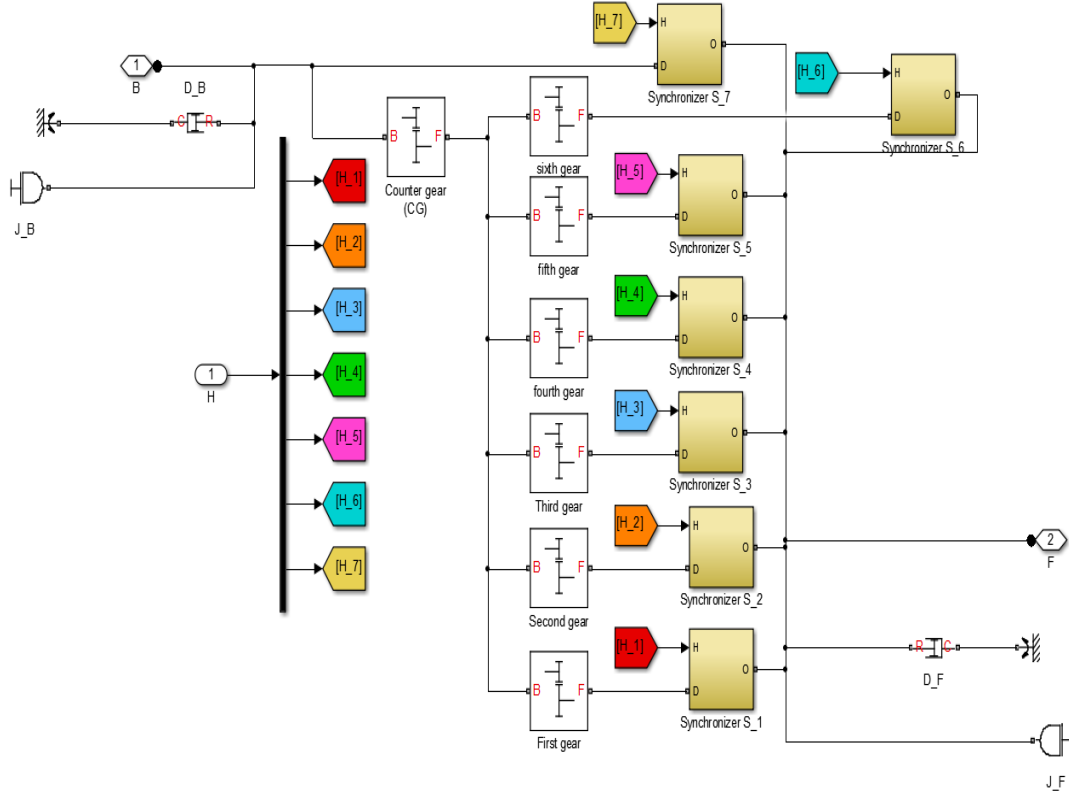 [H_7]
H
O
D
Synchronizer S_7
1
B
D_B
C R
[H_6]
H
O
D
Synchronizer S_6
B F
Counter gear
(CG)
B F
sixth gear
J_B
[H_1]
[H_2]
[H_3]
[H_4]
[H_5]
[H_6]
[H_7]
1
H
[H_5]
H
O
D
Synchronizer S_5
B F
fifth gear
[H_4]
H
O
D
Synchronizer S_4
B F
fourth gear
[H_3]
H
O
D
Synchronizer S_3
B F
Third gear
[H_2]
H
O
D
Synchronizer S_2
B F
Second gear
2
F
[H_1]
H
O
D
Synchronizer S_1
B F
First gear
R C
D_F
J_F